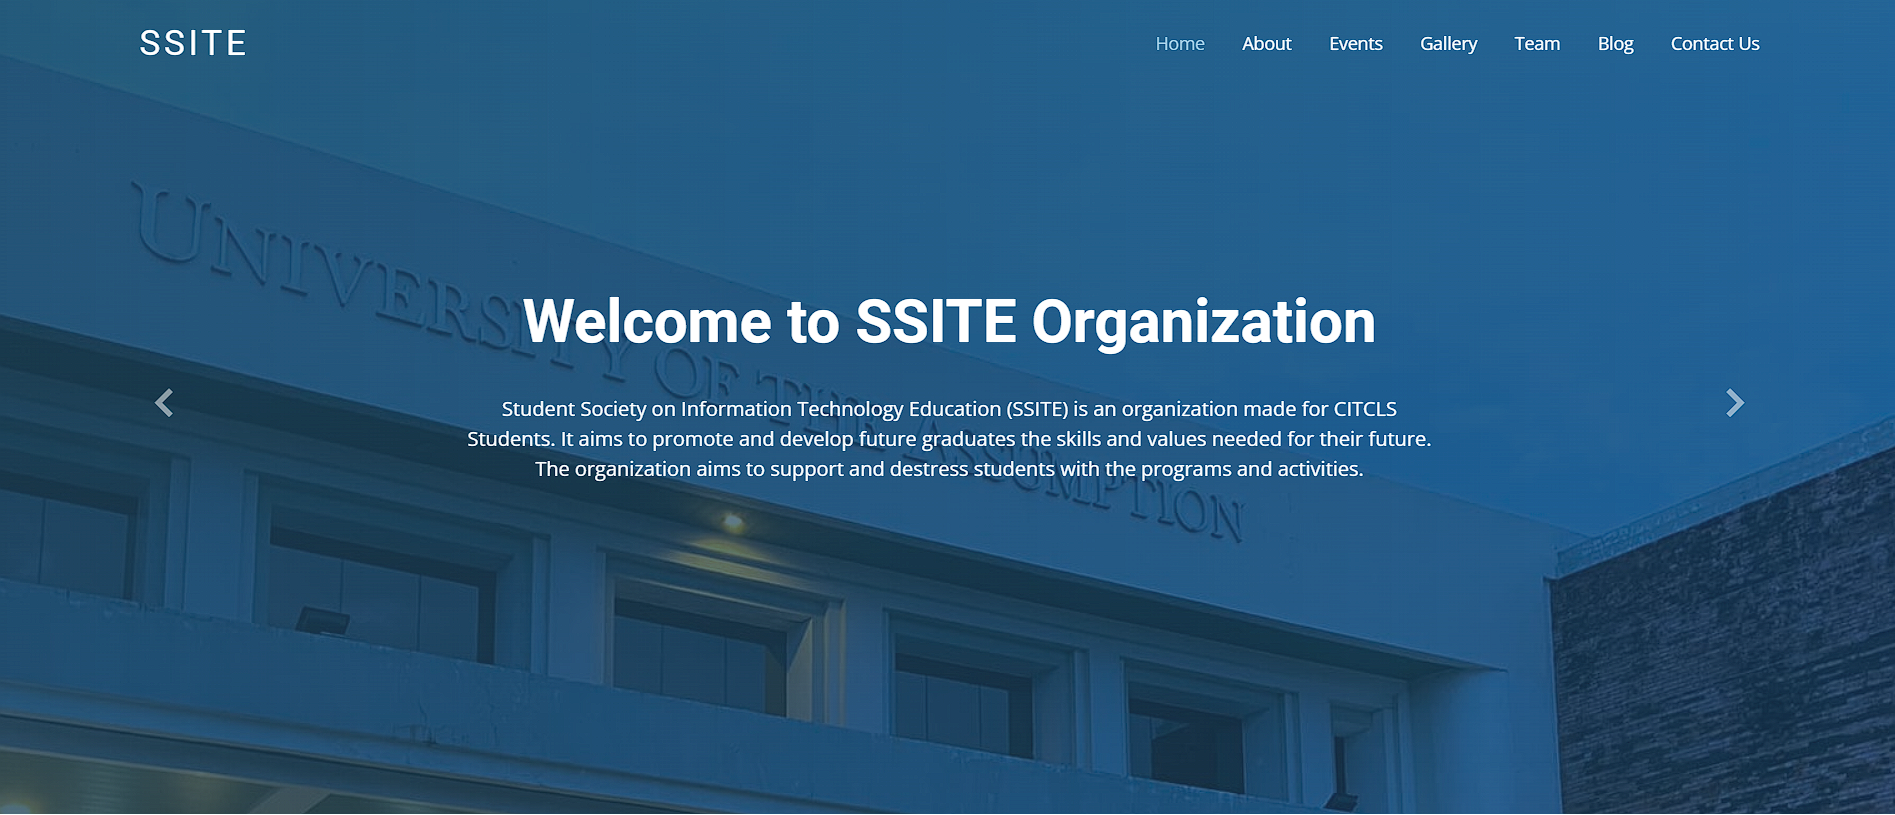 SSITE
Home About Events Gallery Team Blog Contact Us
UNIVERSITY OF THE ASSUMPTION
Welcome to SSITE Organization
Student Society on Information Technology Education (SSITE) is an organization made for CITCLS
Students. It aims to promote and develop future graduates the skills and values needed for their future.
The organization aims to support and destress students with the programs and activities.